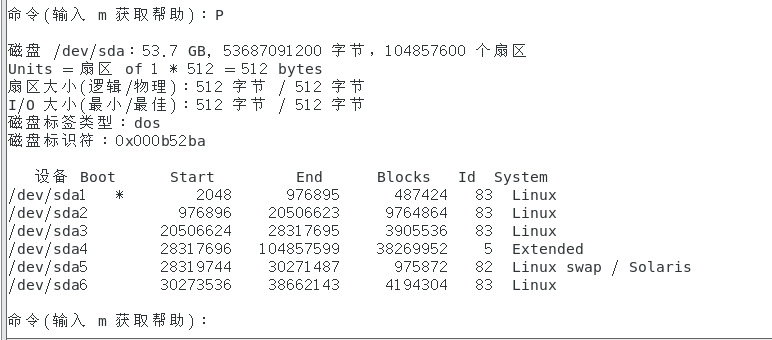 命令(输入 m 获取帮助)：P
磁盘 /dev/sda：53.7 GB, 53687091200 字节，104857600 个扇区
Units = 扇区 of 1 * 512 = 512 bytes
扇区大小(逻辑/物理)：512 字节 / 512 字节
I/O 大小(最小/最佳)：512 字节 / 512 字节
磁盘标签类型：dos
磁盘标识符：0x000b52ba
设备 Boot      Start         End      Blocks   Id  System
/dev/sda1   *        2048      976895      487424   83  Linux
/dev/sda2          976896    20506623     9764864   83  Linux
/dev/sda3        20506624    28317695     3905536   83  Linux
/dev/sda4        28317696   104857599    38269952    5  Extended
/dev/sda5        28319744    30271487      975872   82  Linux swap / Solaris
/dev/sda6        30273536    38662143     4194304   83  Linux
命令(输入 m 获取帮助)：